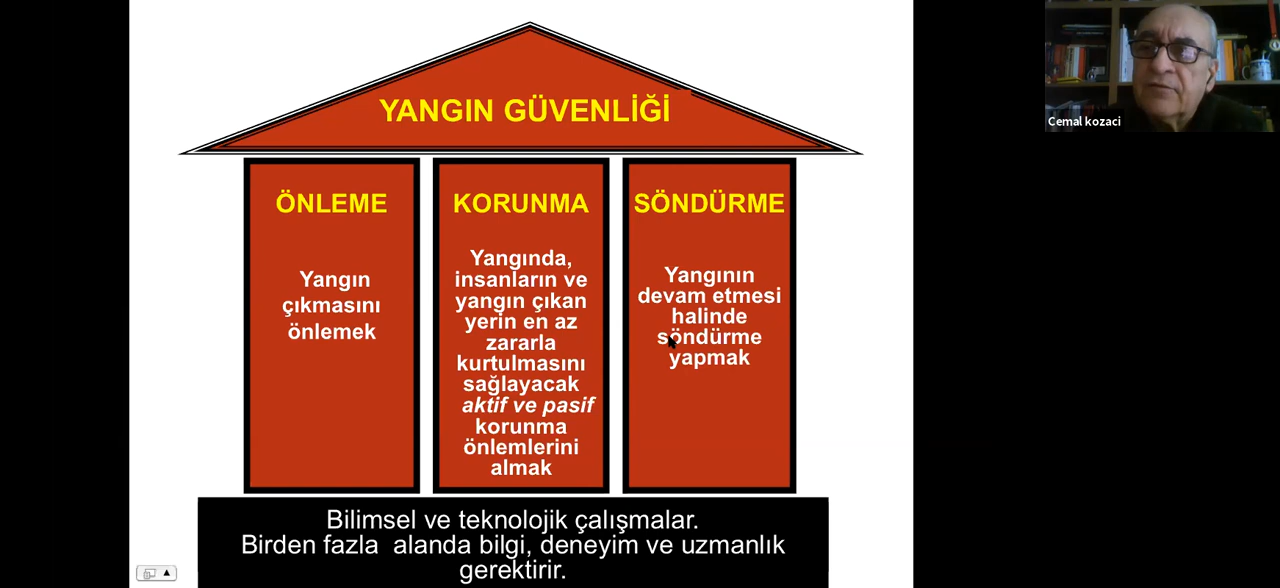 YANGIN GÜVENLİĞİ
ÖNLEME
Yangın
çıkmasını
önlemek
KORUNMA
Yangında,
insanların ve
yangın çıkan
yerin en az
zararla
kurtulmasını
sağlayacak
aktif ve pasif
korunma
önlemlerini
almak
SÖNDÜRME
Yangının
devam etmesi
halinde
söndürme
yapmak
Bilimsel ve teknolojik çalışmalar.
Birden fazla alanda bilgi, deneyim ve uzmanlık
gerektirir.
Cemal kozaci